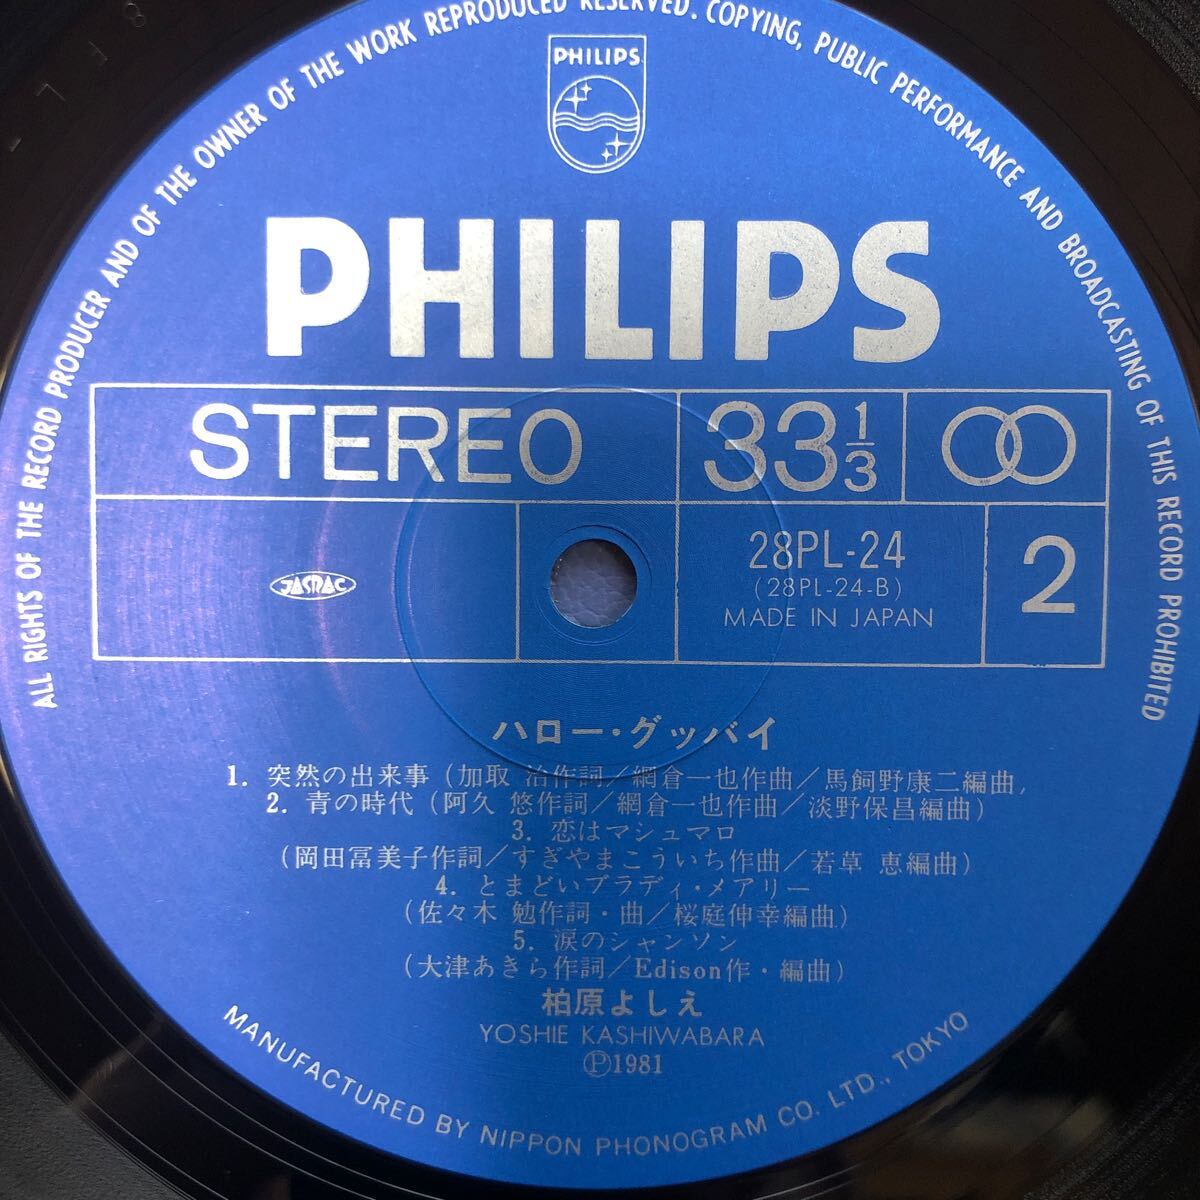 ALL RIGHTS OF THE RECORD PRODUCER AND OF THE OWNER OF THE WORK REPRODUCED RESERVED. COPYING, PUBLIC PERFORMANCE AND BROADCASTING OF THIS RECORD PROHIBITED
PHILIPS
PHILIPS
STEREO
33 1/3
JASRAC
28PL-24
(28PL-24-B)
MADE IN JAPAN
2
ハロー・グッバイ
1. 突然の出来事(加取 治作詞/網倉一也作曲/馬飼野康二編曲,
2. 青の時代(阿久 悠作詞/網倉一也作曲/淡野保昌編曲)
3. 恋はマシュマロ
(岡田冨美子作詞/すぎやまこういち作曲/若草 恵編曲)
4. とまどいブラディ・メアリー
(佐々木 勉作詞・曲/桜庭伸幸編曲)
5. 涙のシャンソン
(大津あきら作詞/Edison作・編曲)
柏原よしえ
YOSHIE KASHIWABARA
Ⓟ1981
MANUFACTURED BY NIPPON PHONOGRAM CO. LTD., TOKYO